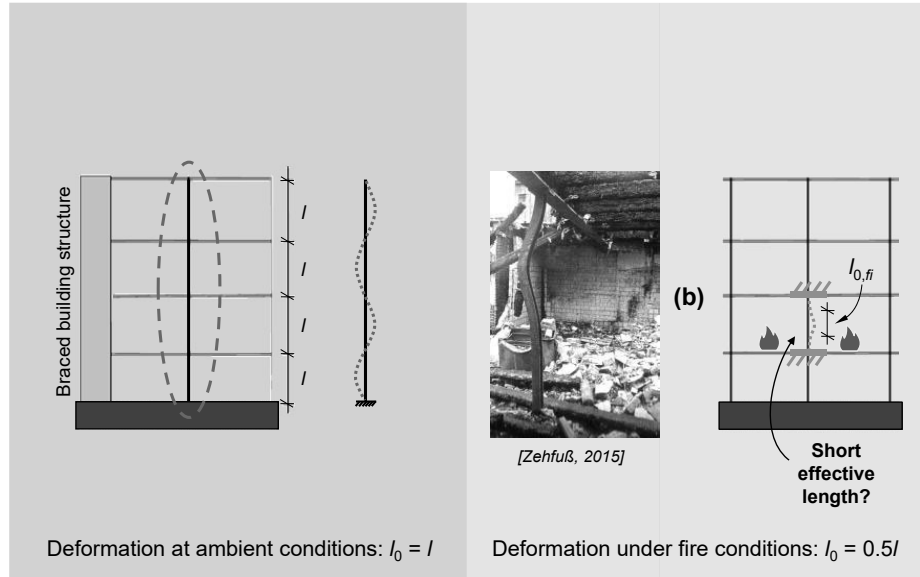 Braced building structure
l
l
l
l
[Zehfuß, 2015]
(b)
l0,fi
Short
effective
length?
Deformation at ambient conditions: l0 = l
Deformation under fire conditions: l0 = 0.5l